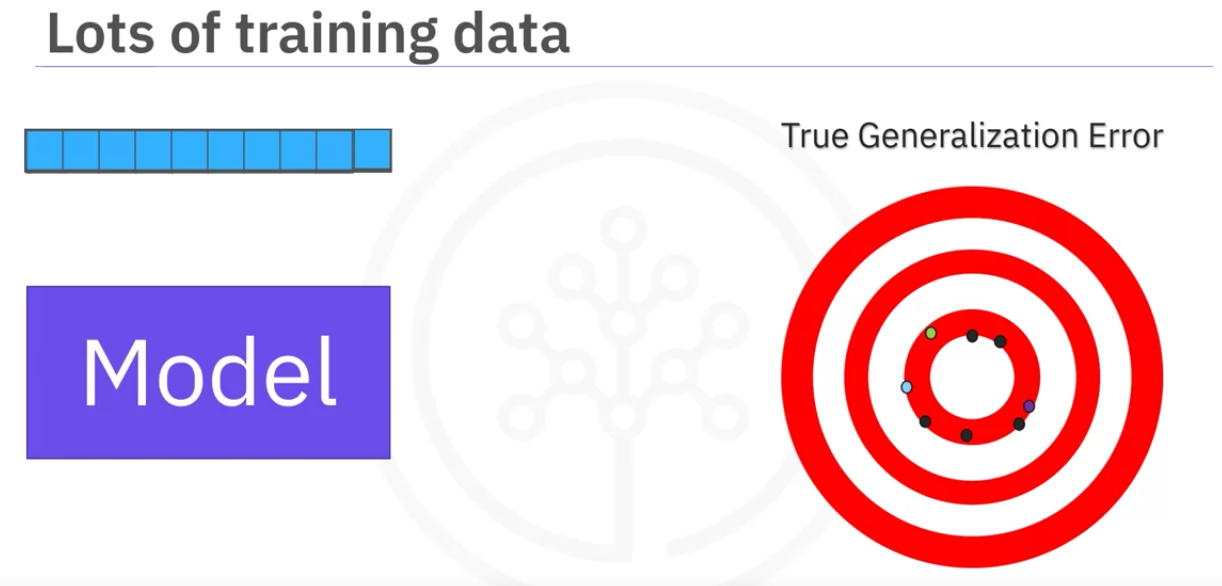 Lots of training data
True Generalization Error
Model